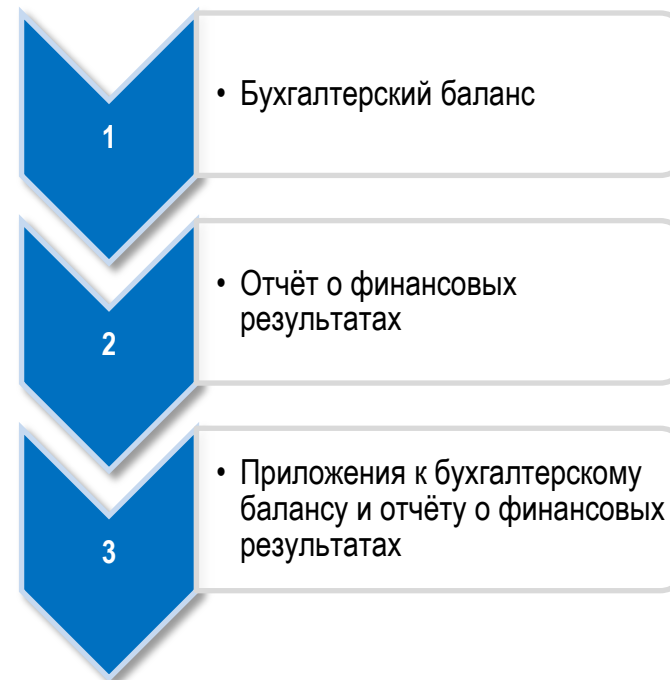 1
• Бухгалтерский баланс
2
• Отчёт о финансовых
результатах
3
• Приложения к бухгалтерскому
балансу и отчёту о финансовых
результатах